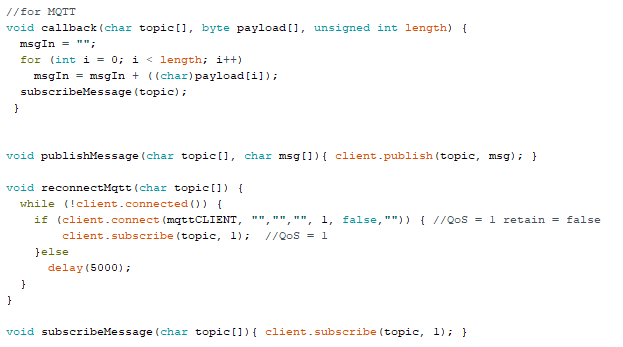 //for MQTT
void callback(char topic[], byte payload[], unsigned int length) {
  msgIn = "";
  for (int i = 0; i < length; i++)
    msgIn = msgIn + ((char)payload[i]);
  subscribeMessage(topic);
 }
void publishMessage(char topic[], char msg[]){ client.publish(topic, msg); }
void reconnectMqtt(char topic[]) {
  while (!client.connected()) {
    if (client.connect(mqttCLIENT, "","","", 1, false,"")) { //QoS = 1 retain = false
        client.subscribe(topic, 1);  //QoS = 1
    }else
      delay(5000);
  }
}
void subscribeMessage(char topic[]){ client.subscribe(topic, 1); }